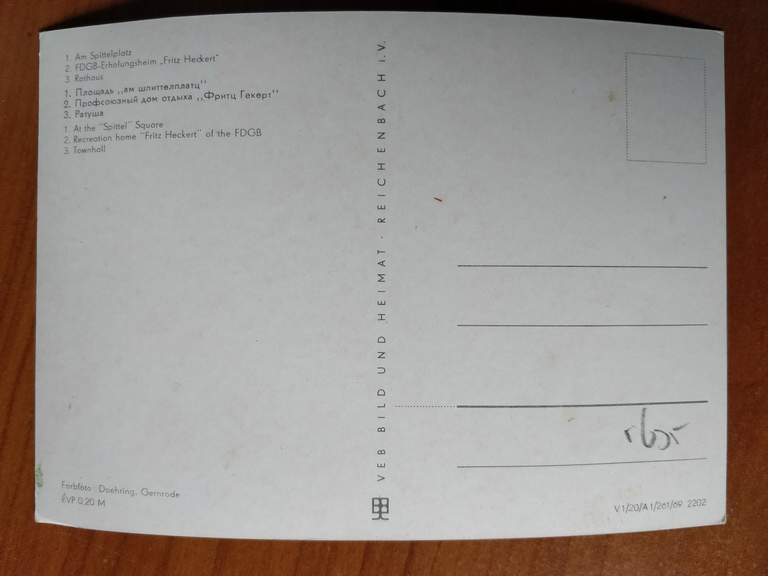 1. Am Spittelplatz
2. FDGB-Erholungsheim „Fritz Heckert“
3. Rathaus
1. Площадь ,,ам шпиттелплатц''
2. Профсоюзный дом отдыха ,,Фритц Гекерт''
3. Ратуша
1. At the "Spittel" Square
2. Recreation home "Fritz Heckert" of the FDGB
3. Townhall
Farbfoto: Doehring, Gernrode
EVP 0,20 M
VEB BILD UND HEIMAT · REICHENBACH i.V.
V 1/20/A 1/261/69 2202